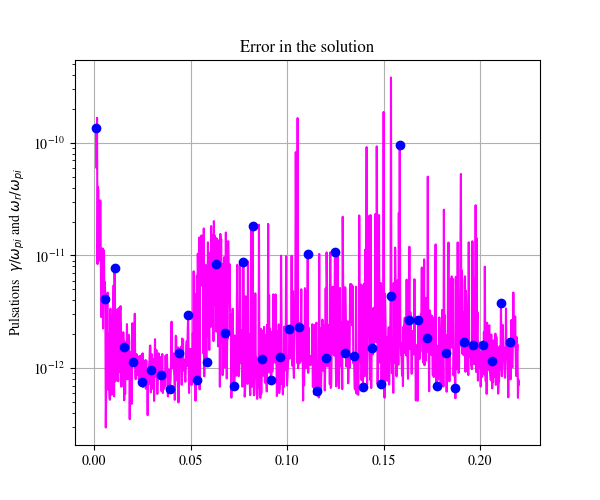 Error in the solution
Pulsations γ/ω_pi and ω_r/ω_pi
10⁻¹⁰
10⁻¹¹
10⁻¹²
0.00 0.05 0.10 0.15 0.20